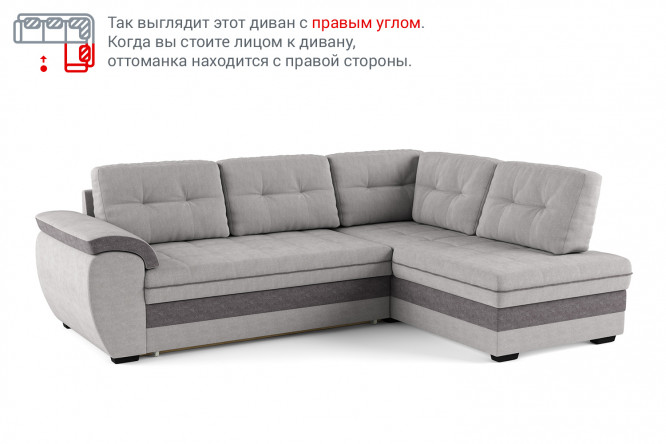 Так выглядит этот диван с правым углом.
Когда вы стоите лицом к дивану,
оттоманка находится с правой стороны.